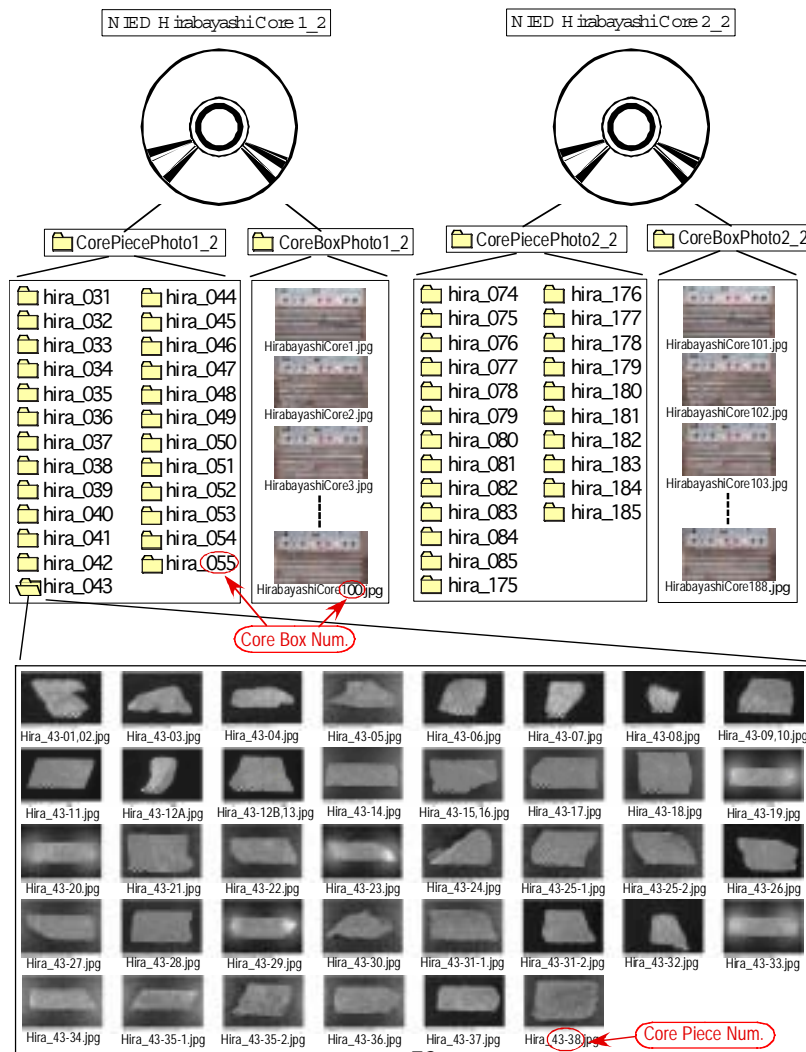 NIED HirabayashiCore1_2
NIED HirabayashiCore2_2
CorePiecePhoto1_2
CoreBoxPhoto1_2
CorePiecePhoto2_2
CoreBoxPhoto2_2
hira_031
hira_032
hira_033
hira_034
hira_035
hira_036
hira_037
hira_038
hira_039
hira_040
hira_041
hira_042
hira_043
hira_044
hira_045
hira_046
hira_047
hira_048
hira_049
hira_050
hira_051
hira_052
hira_053
hira_054
hira_055
HirabayashiCore1.jpg
HirabayashiCore2.jpg
HirabayashiCore3.jpg
HirabayashiCore100.jpg
hira_074
hira_075
hira_076
hira_077
hira_078
hira_079
hira_080
hira_081
hira_082
hira_083
hira_084
hira_085
hira_175
hira_176
hira_177
hira_178
hira_179
hira_180
hira_181
hira_182
hira_183
hira_184
hira_185
HirabayashiCore101.jpg
HirabayashiCore102.jpg
HirabayashiCore103.jpg
HirabayashiCore188.jpg
Core Box Num.
Hira_43-01,02.jpg Hira_43-03.jpg Hira_43-04.jpg Hira_43-05.jpg Hira_43-06.jpg Hira_43-07.jpg Hira_43-08.jpg Hira_43-09,10.jpg
Hira_43-11.jpg Hira_43-12A.jpg Hira_43-12B,13.jpg Hira_43-14.jpg Hira_43-15,16.jpg Hira_43-17.jpg Hira_43-18.jpg Hira_43-19.jpg
Hira_43-20.jpg Hira_43-21.jpg Hira_43-22.jpg Hira_43-23.jpg Hira_43-24.jpg Hira_43-25-1.jpg Hira_43-25-2.jpg Hira_43-26.jpg
Hira_43-27.jpg Hira_43-28.jpg Hira_43-29.jpg Hira_43-30.jpg Hira_43-31-1.jpg Hira_43-31-2.jpg Hira_43-32.jpg Hira_43-33.jpg
Hira_43-34.jpg Hira_43-35-1.jpg Hira_43-35-2.jpg Hira_43-36.jpg Hira_43-37.jpg Hira_43-38.jpg
Core Piece Num.